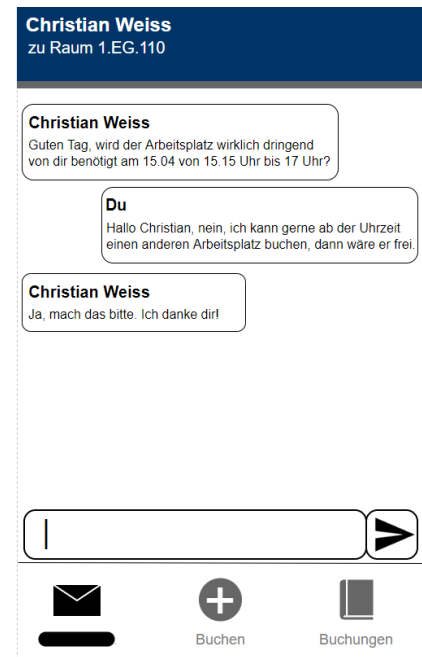 Christian Weiss
zu Raum 1.EG.110
Christian Weiss
Guten Tag, wird der Arbeitsplatz wirklich dringend
von dir benötigt am 15.04 von 15.15 Uhr bis 17 Uhr?
Du
Hallo Christian, nein, ich kann gerne ab der Uhrzeit
einen anderen Arbeitsplatz buchen, dann wäre er frei.
Christian Weiss
Ja, mach das bitte. Ich danke dir!
Buchen
Buchungen